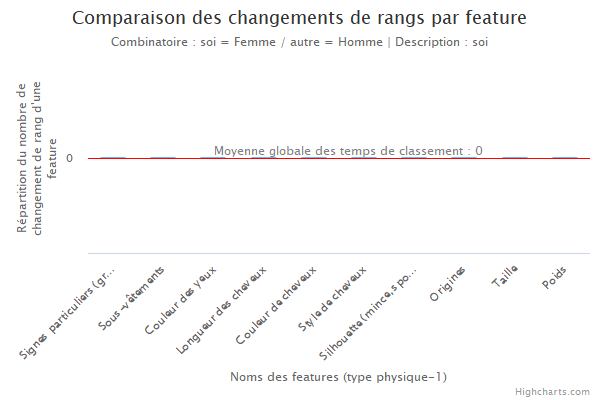 Comparaison des changements de rangs par feature
Combinatoire : soi = Femme / autre = Homme | Description : soi
Répartition du nombre de
changement de rang d'une
feature
0
Moyenne globale des temps de classement : 0
Signes particuliers (gr...
Sous-vêtements
Couleur des yeux
Longueur des cheveux
Couleur de cheveux
Style de cheveux
Silhouette (mince,s po...
Origines
Taille
Poids
Noms des features (type physique-1)
Highcharts.com